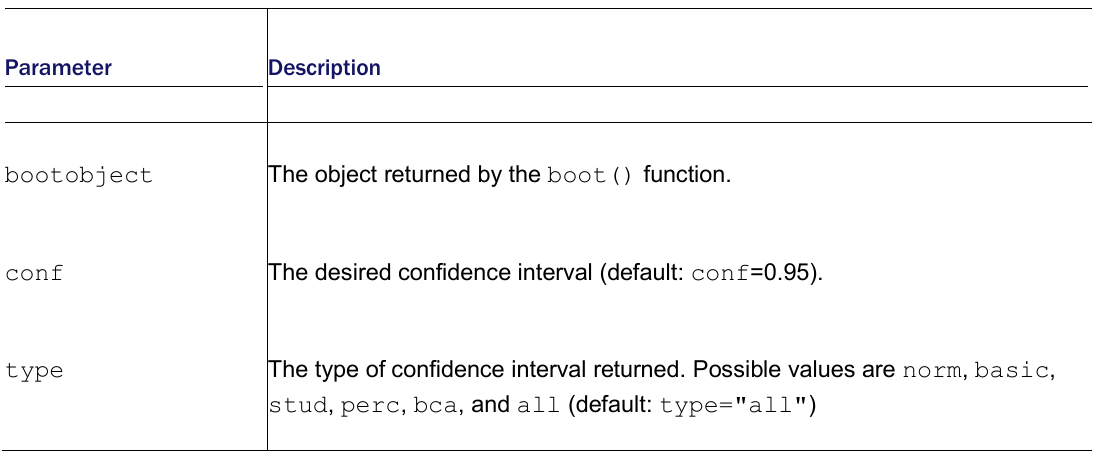 Parameter Description
bootobject The object returned by the boot() function.
conf The desired confidence interval (default: conf=0.95).
type The type of confidence interval returned. Possible values are norm, basic,
stud, perc, bca, and all (default: type="all")